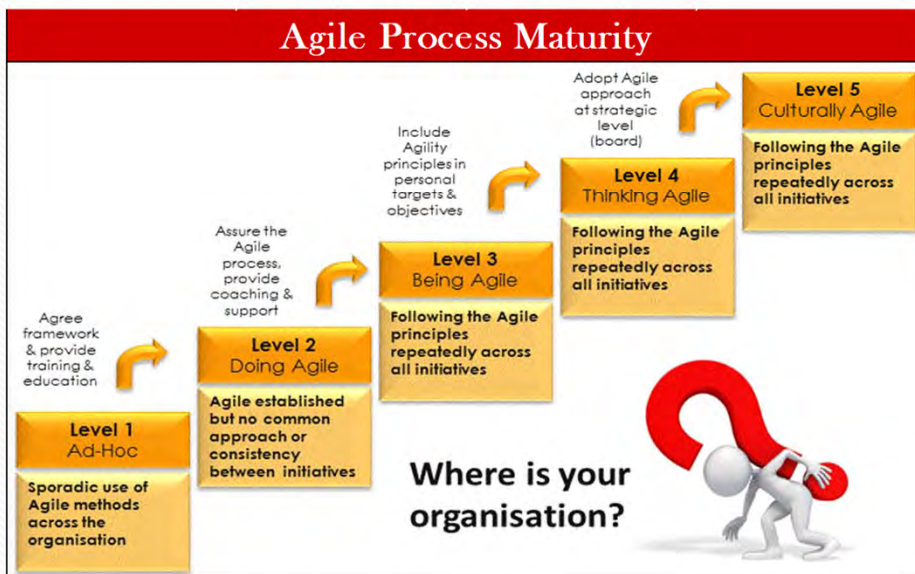 Agile Process Maturity
Level 1
Ad-Hoc
Sporadic use of
Agile methods
across the
organisation
Agree
framework
& provide
training &
education
Level 2
Doing Agile
Agile established
but no common
approach or
consistency
between initiatives
Assure the
Agile
process,
provide
coaching &
support
Level 3
Being Agile
Following the Agile
principles
repeatedly across
all initiatives
Include
Agility
principles in
personal
targets &
objectives
Level 4
Thinking Agile
Following the Agile
principles
repeatedly across
all initiatives
Adopt Agile
approach
at strategic
level
(board)
Level 5
Culturally Agile
Following the Agile
principles
repeatedly across
all initiatives
Where is your
organisation?